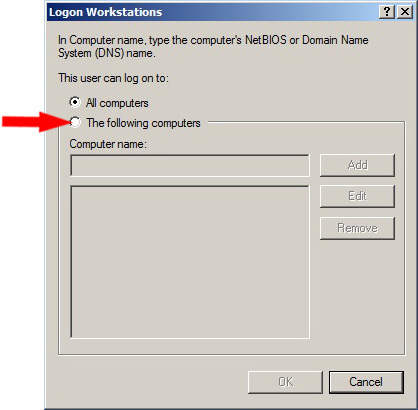 Logon Workstations
In Computer name, type the computer's NetBIOS or Domain Name
System (DNS) name.
This user can log on to:
All computers
The following computers
Computer name:
Add
Edit
Remove
OK
Cancel